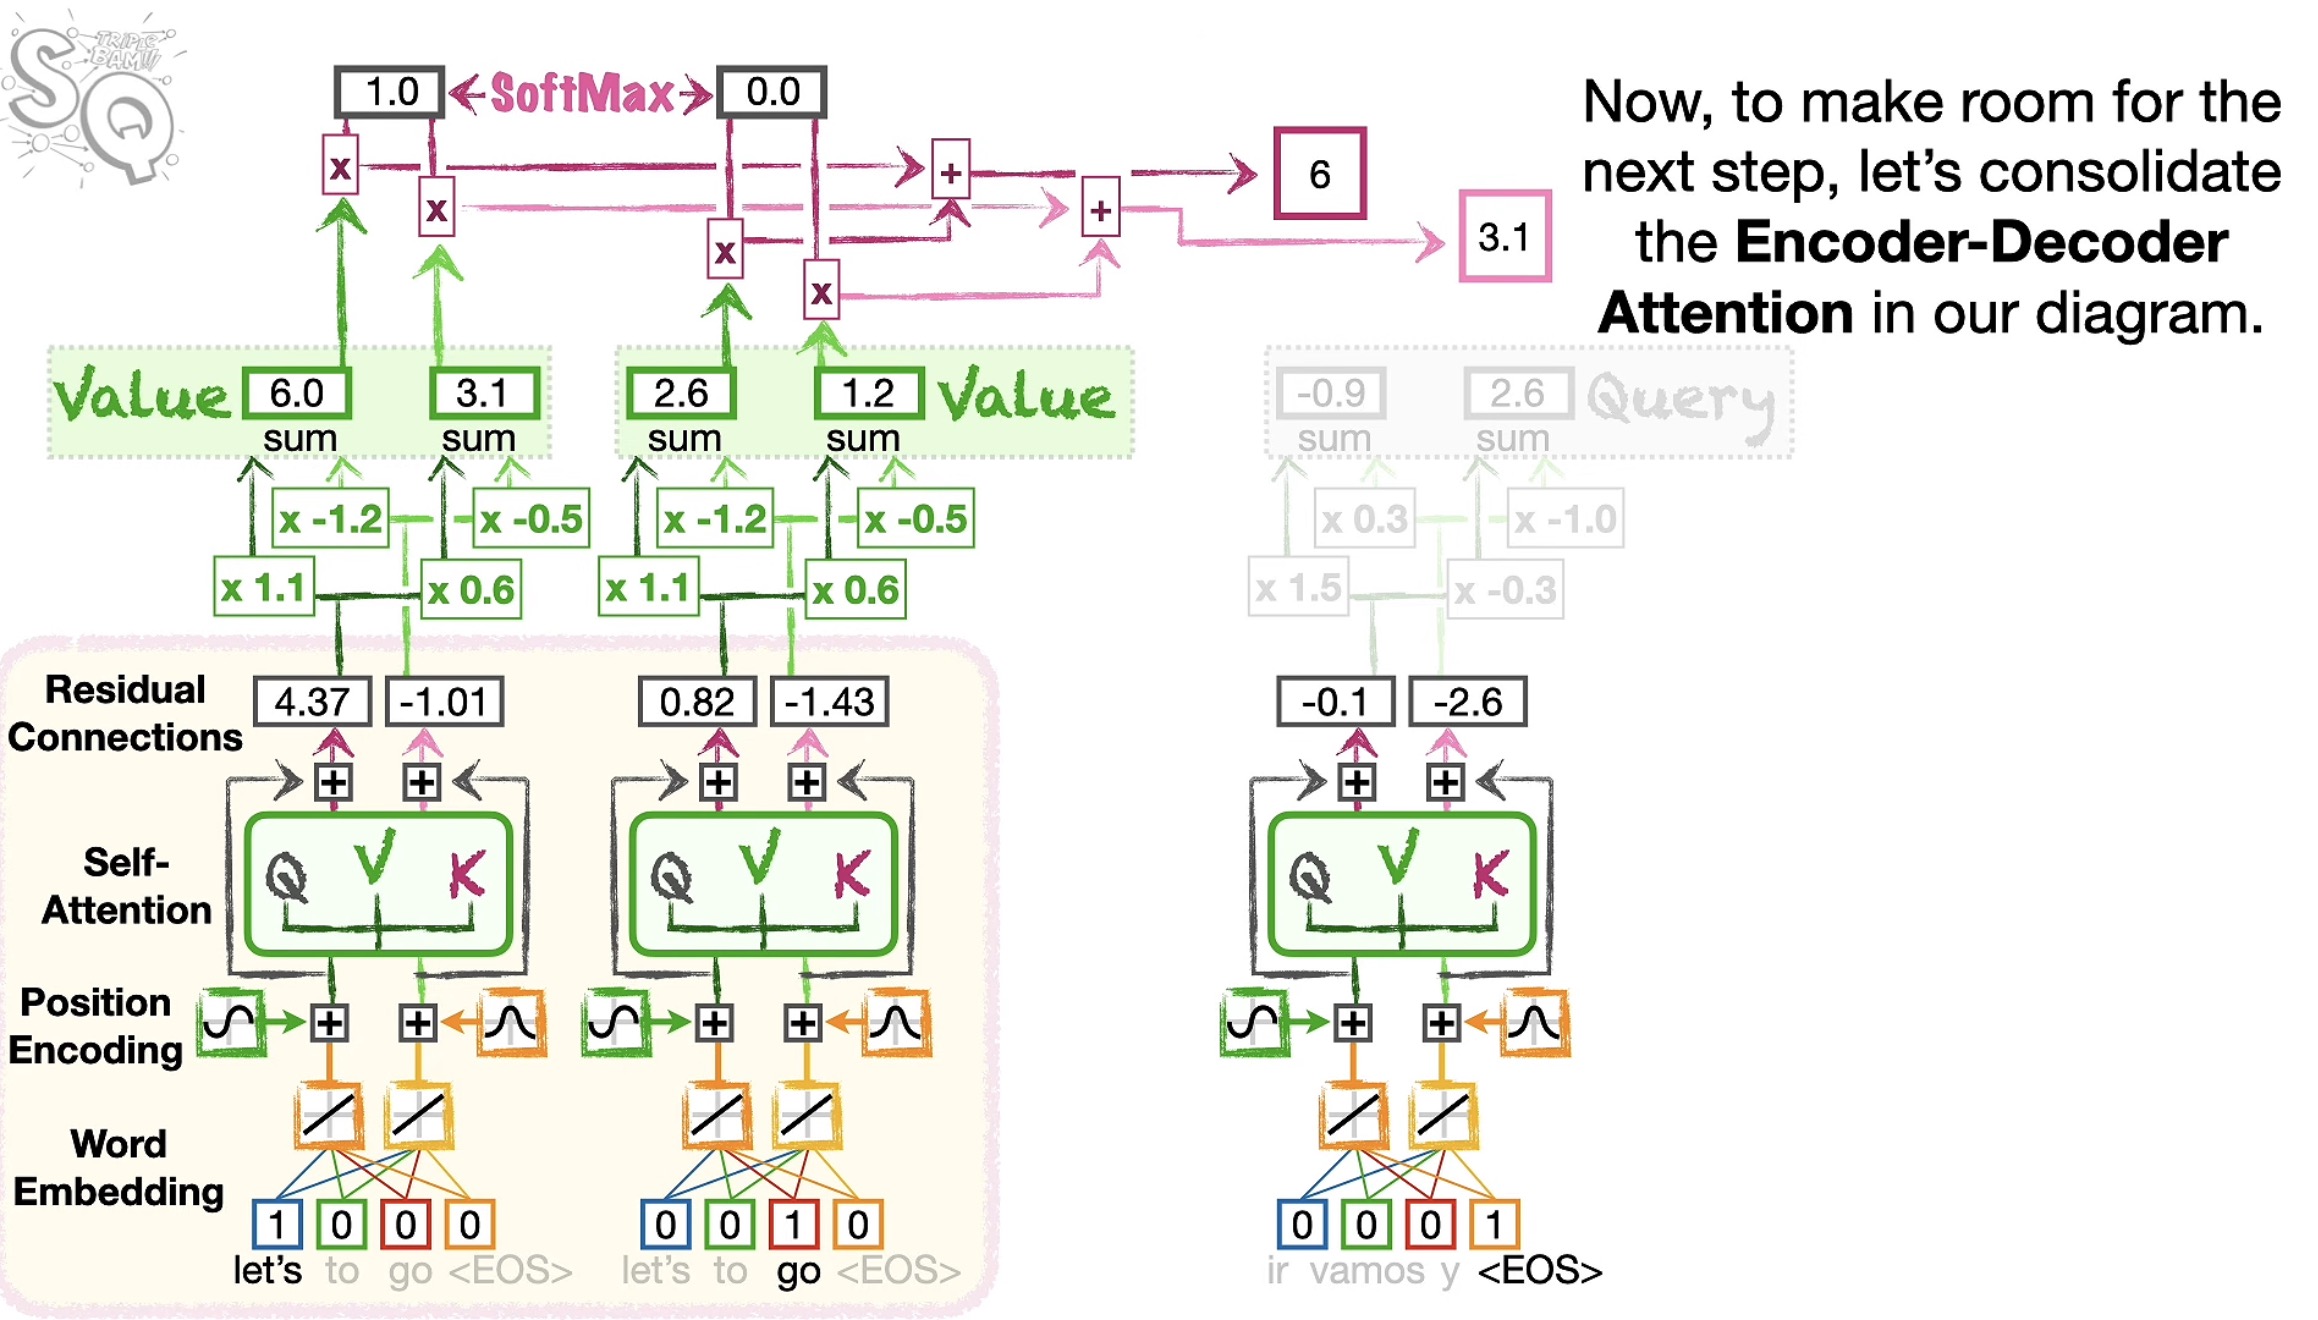 SQ
TRIPLE
BAM!!!
1.0
SoftMax
0.0
Now, to make room for the
next step, let's consolidate
the Encoder-Decoder
Attention in our diagram.
x
+
6
x
+
3.1
x
x
Value 6.0 3.1
sum sum
2.6 1.2 Value
sum sum
-0.9 2.6 Query
sum sum
x -1.2 x -0.5
x 1.1 x 0.6
x -1.2 x -0.5
x 1.1 x 0.6
x 0.3 x -1.0
x 1.5 x -0.3
Residual
Connections
4.37 -1.01
0.82 -1.43
-0.1 -2.6
+ +
+ +
+ +
Self-
Attention
Q V K
Q V K
Q V K
Position
Encoding
+ +
+ +
+ +
Word
Embedding
1 0 0 0
let's to go <EOS>
0 0 1 0
let's to go <EOS>
0 0 0 1
ir vamos y <EOS>